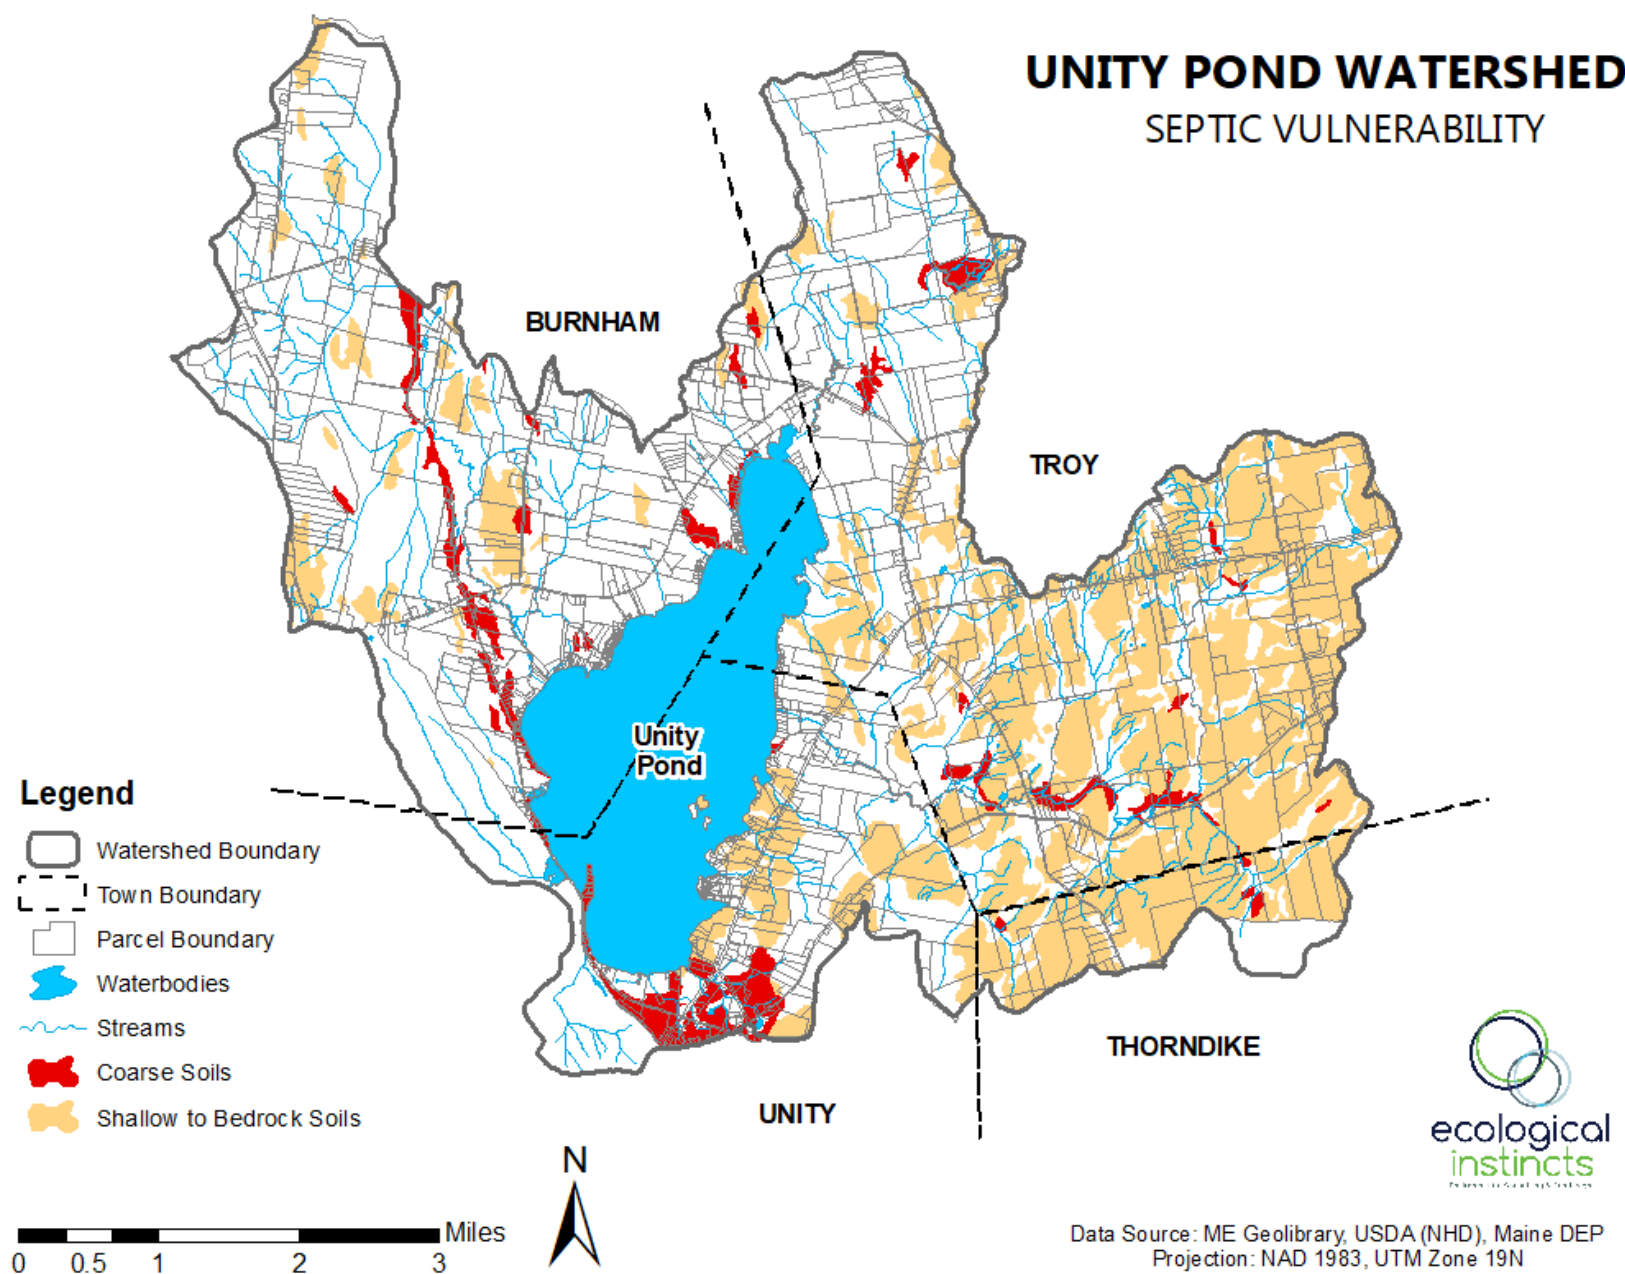 UNITY POND WATERSHED
SEPTIC VULNERABILITY
BURNHAM
TROY
Unity
Pond
Legend
Watershed Boundary
Town Boundary
Parcel Boundary
Waterbodies
Streams
Coarse Soils
Shallow to Bedrock Soils
THORNDIKE
UNITY
ecological
instincts
N
Miles
0 0.5 1 2 3
Data Source: ME Geolibrary, USDA (NHD), Maine DEP
Projection: NAD 1983, UTM Zone 19N